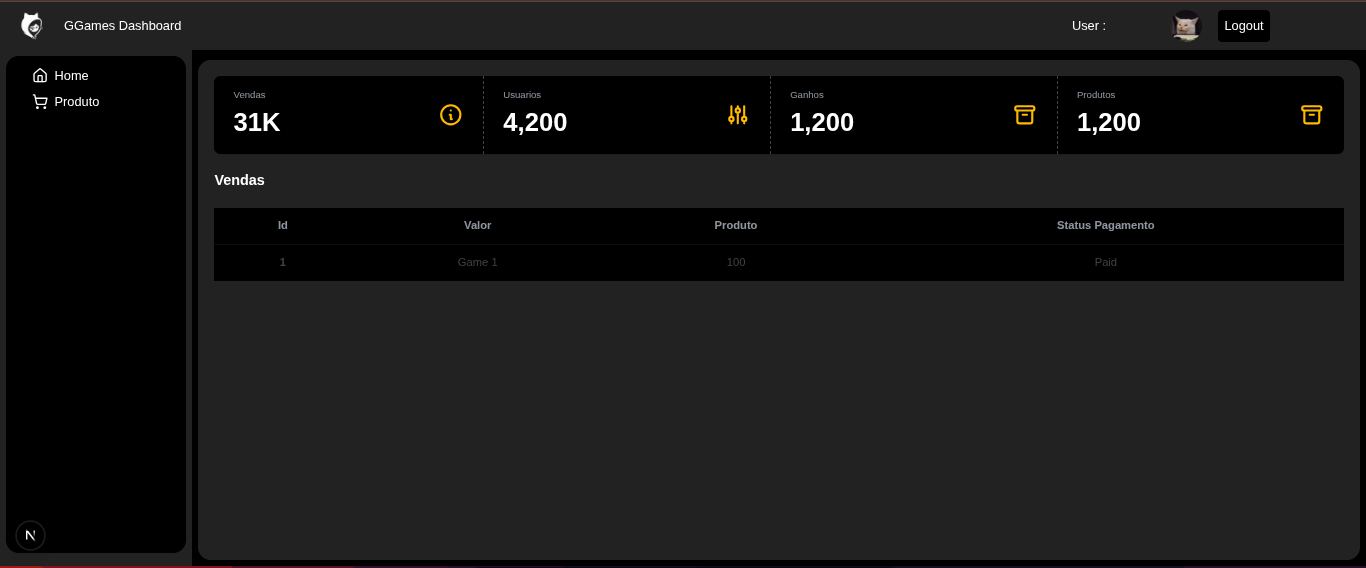 GGames Dashboard
User :
Logout
Home
Produto
Vendas
31K
Usuarios
4,200
Ganhos
1,200
Produtos
1,200
Vendas
Id Valor Produto Status Pagamento
1 Game 1 100 Paid
N